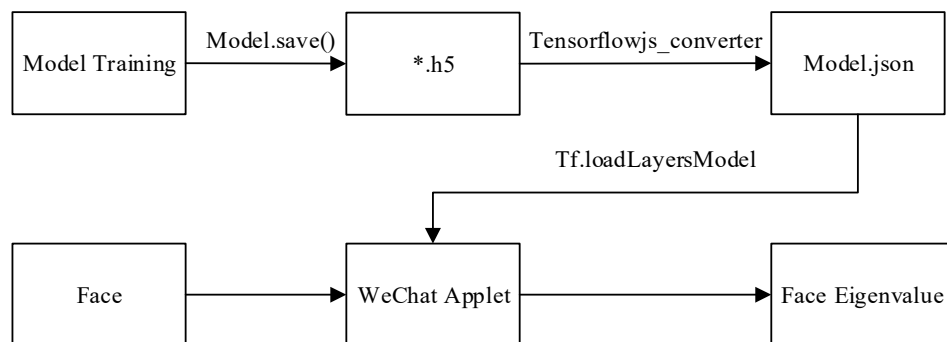 Model.save()
Tensorflowjs_converter
Model Training
*.h5
Model.json
Tf.loadLayersModel
Face
WeChat Applet
Face Eigenvalue